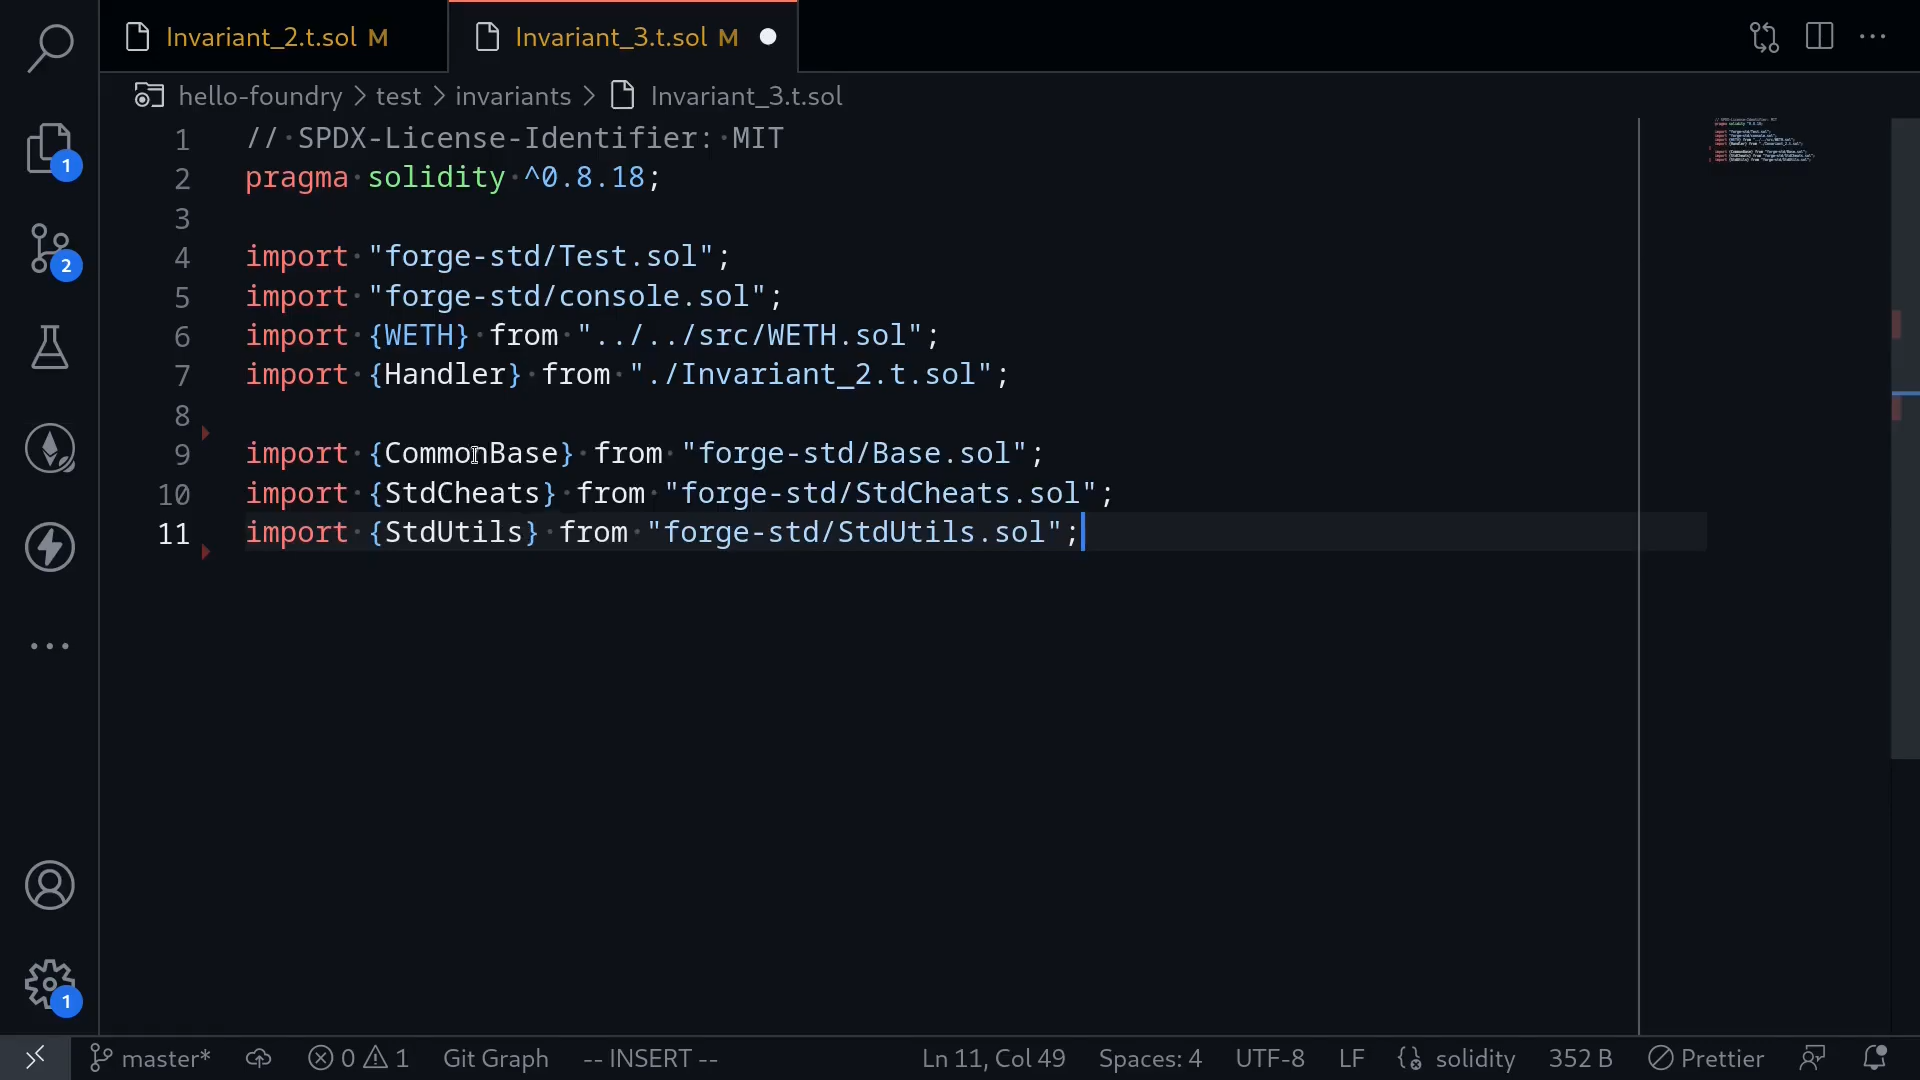 Invariant_2.t.sol M
Invariant_3.t.sol M
hello-foundry > test > invariants > Invariant_3.t.sol
1 // SPDX-License-Identifier: MIT
2 pragma solidity ^0.8.18;
3
4 import "forge-std/Test.sol";
5 import "forge-std/console.sol";
6 import {WETH} from "../../src/WETH.sol";
7 import {Handler} from "./Invariant_2.t.sol";
8
9 import {CommonBase} from "forge-std/Base.sol";
10 import {StdCheats} from "forge-std/StdCheats.sol";
11 import {StdUtils} from "forge-std/StdUtils.sol";
1
2
1
master* 0 1 Git Graph -- INSERT -- Ln 11, Col 49 Spaces: 4 UTF-8 LF solidity 352 B Prettier